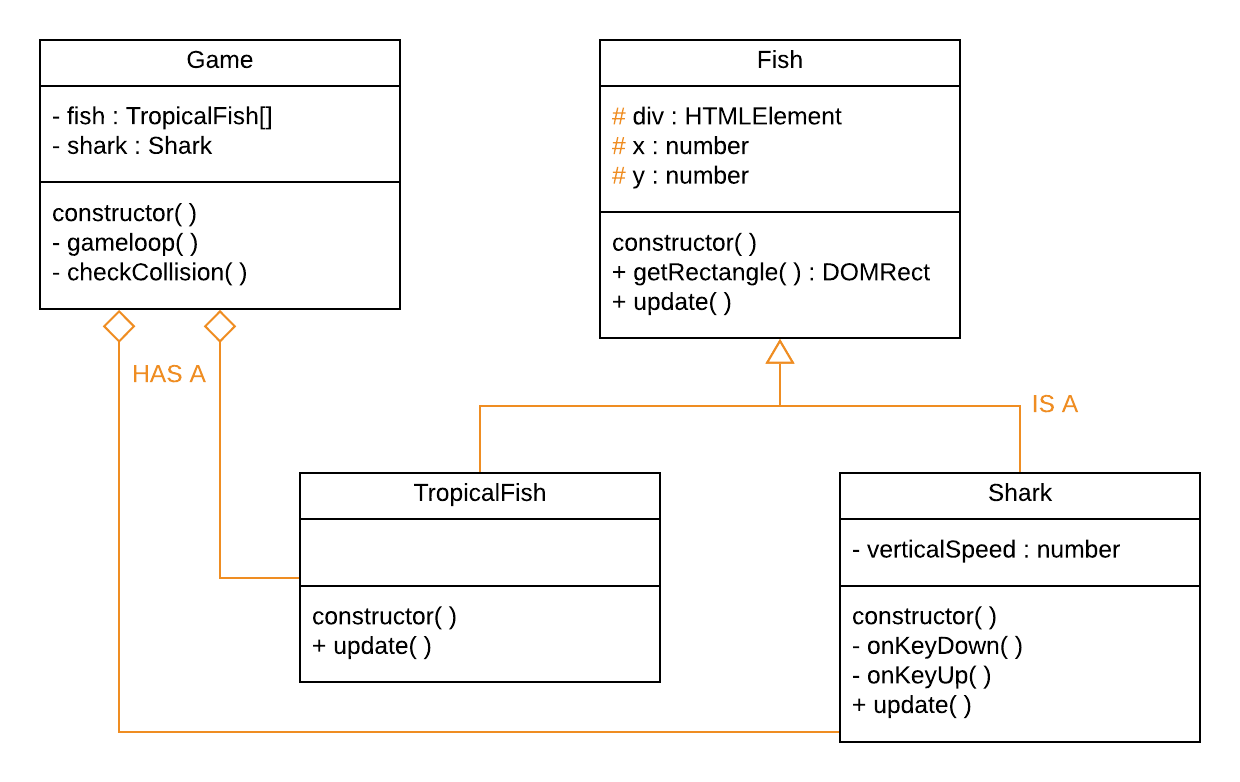 Game
- fish : TropicalFish[]
- shark : Shark
constructor( )
- gameloop( )
- checkCollision( )
Fish
# div : HTMLElement
# x : number
# y : number
constructor( )
+ getRectangle( ) : DOMRect
+ update( )
HAS A
IS A
TropicalFish
constructor( )
+ update( )
Shark
- verticalSpeed : number
constructor( )
- onKeyDown( )
- onKeyUp( )
+ update( )